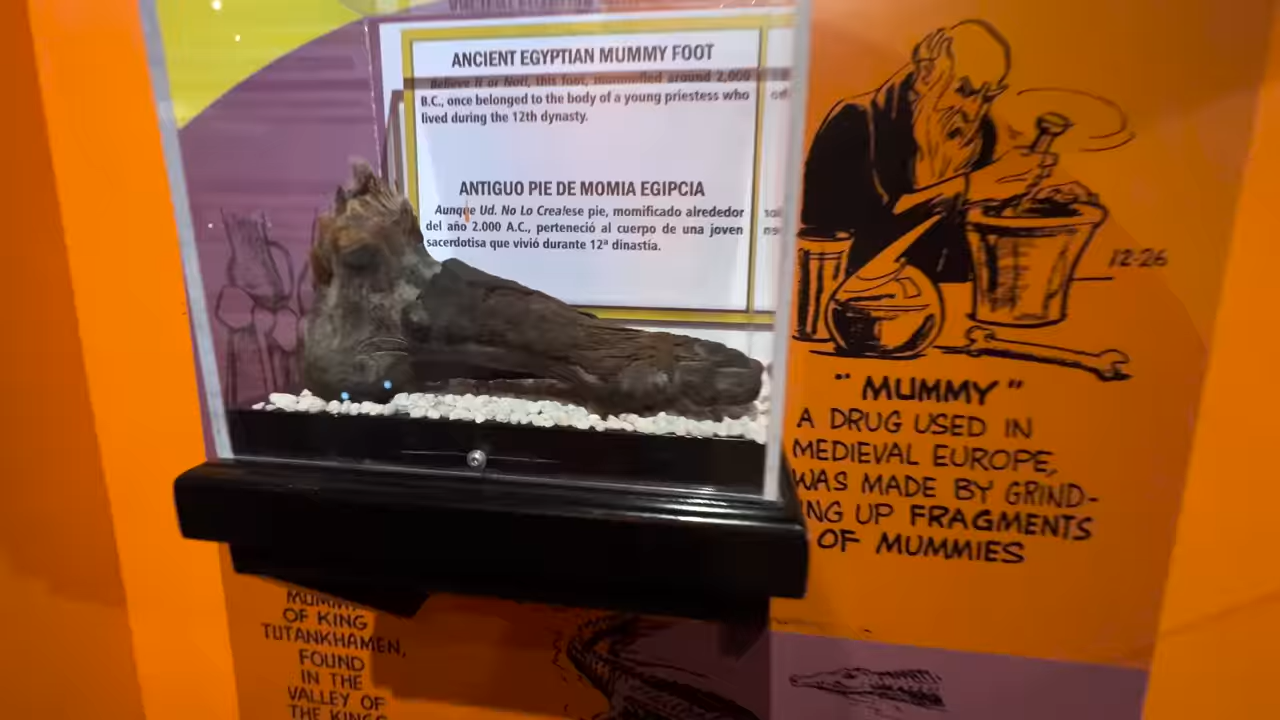 ANCIENT EGYPTIAN MUMMY FOOT
Believe It or Not!, this foot, mummified around 2,000
B.C., once belonged to the body of a young priestess who
lived during the 12th dynasty.
ANTIGUO PIE DE MOMIA EGIPCIA
Aunque Ud. No Lo Crealese pie, momificado alrededor
del año 2.000 A.C., perteneció al cuerpo de una joven
sacerdotisa que vivió durante 12ª dinastía.
12-26
"MUMMY"
A DRUG USED IN
MEDIEVAL EUROPE,
WAS MADE BY GRIND-
ING UP FRAGMENTS
OF MUMMIES
OF KING
TUTANKHAMEN,
FOUND
IN THE
VALLEY OF
THE KINGS